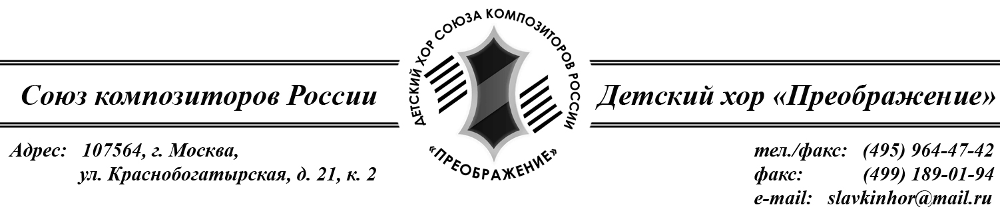 ДЕТСКИЙ ХОР СОЮЗА КОМПОЗИТОРОВ РОССИИ
«ПРЕОБРАЖЕНИЕ»
Союз композиторов России
Детский хор «Преображение»
Адрес: 107564, г. Москва,
ул. Краснобогатырская, д. 21, к. 2
тел./факс: (495) 964-47-42
факс: (499) 189-01-94
e-mail: slavkinhor@mail.ru